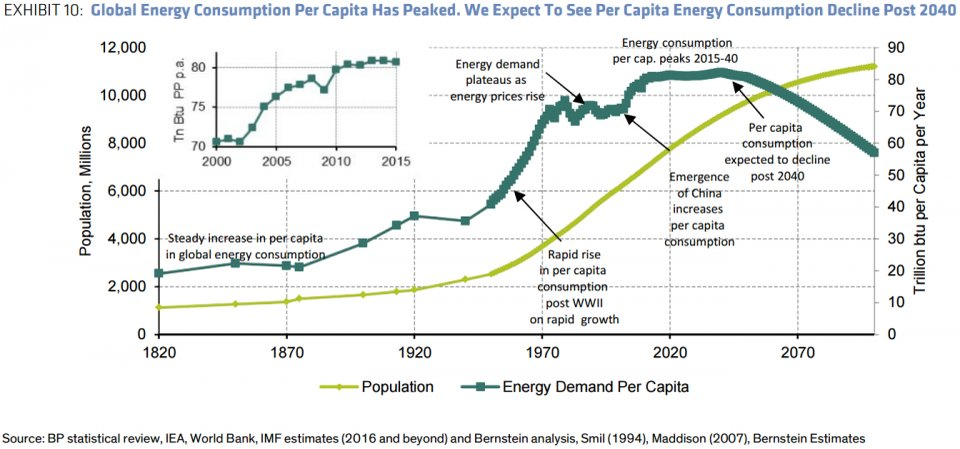 EXHIBIT 10: Global Energy Consumption Per Capita Has Peaked. We Expect To See Per Capita Energy Consumption Decline Post 2040
12,000
10,000
8,000
6,000
4,000
2,000
0
Population, Millions
80
75
70
Tn Btu PP p.a.
2000
2005
2010
2015
Energy demand
plateaus as
energy prices rise
Energy consumption
per cap. peaks 2015-40
90
80
70
60
50
40
30
20
10
0
Trillion btu per Capita per Year
Per capita
consumption
expected to decline
post 2040
Emergence
of China
increases
per capita
consumption
Steady increase in per capita
in global energy consumption
Rapid rise
in per capita
consumption
post WWII
on rapid growth
1820
1870
1920
1970
2020
2070
Population
Energy Demand Per Capita
Source: BP statistical review, IEA, World Bank, IMF estimates (2016 and beyond) and Bernstein analysis, Smil (1994), Maddison (2007), Bernstein Estimates